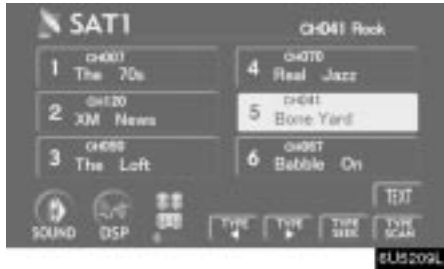 SAT1
CH041 Rock
CH007
1 The 70s
CH070
4 Real Jazz
CH120
2 XM News
CH041
5 Bone Yard
CH050
3 The Loft
CH067
6 Babble On
TEXT
SOUND
DSP
TYPE
TYPE
TYPE SEEK
TYPE SCAN
6U5209L